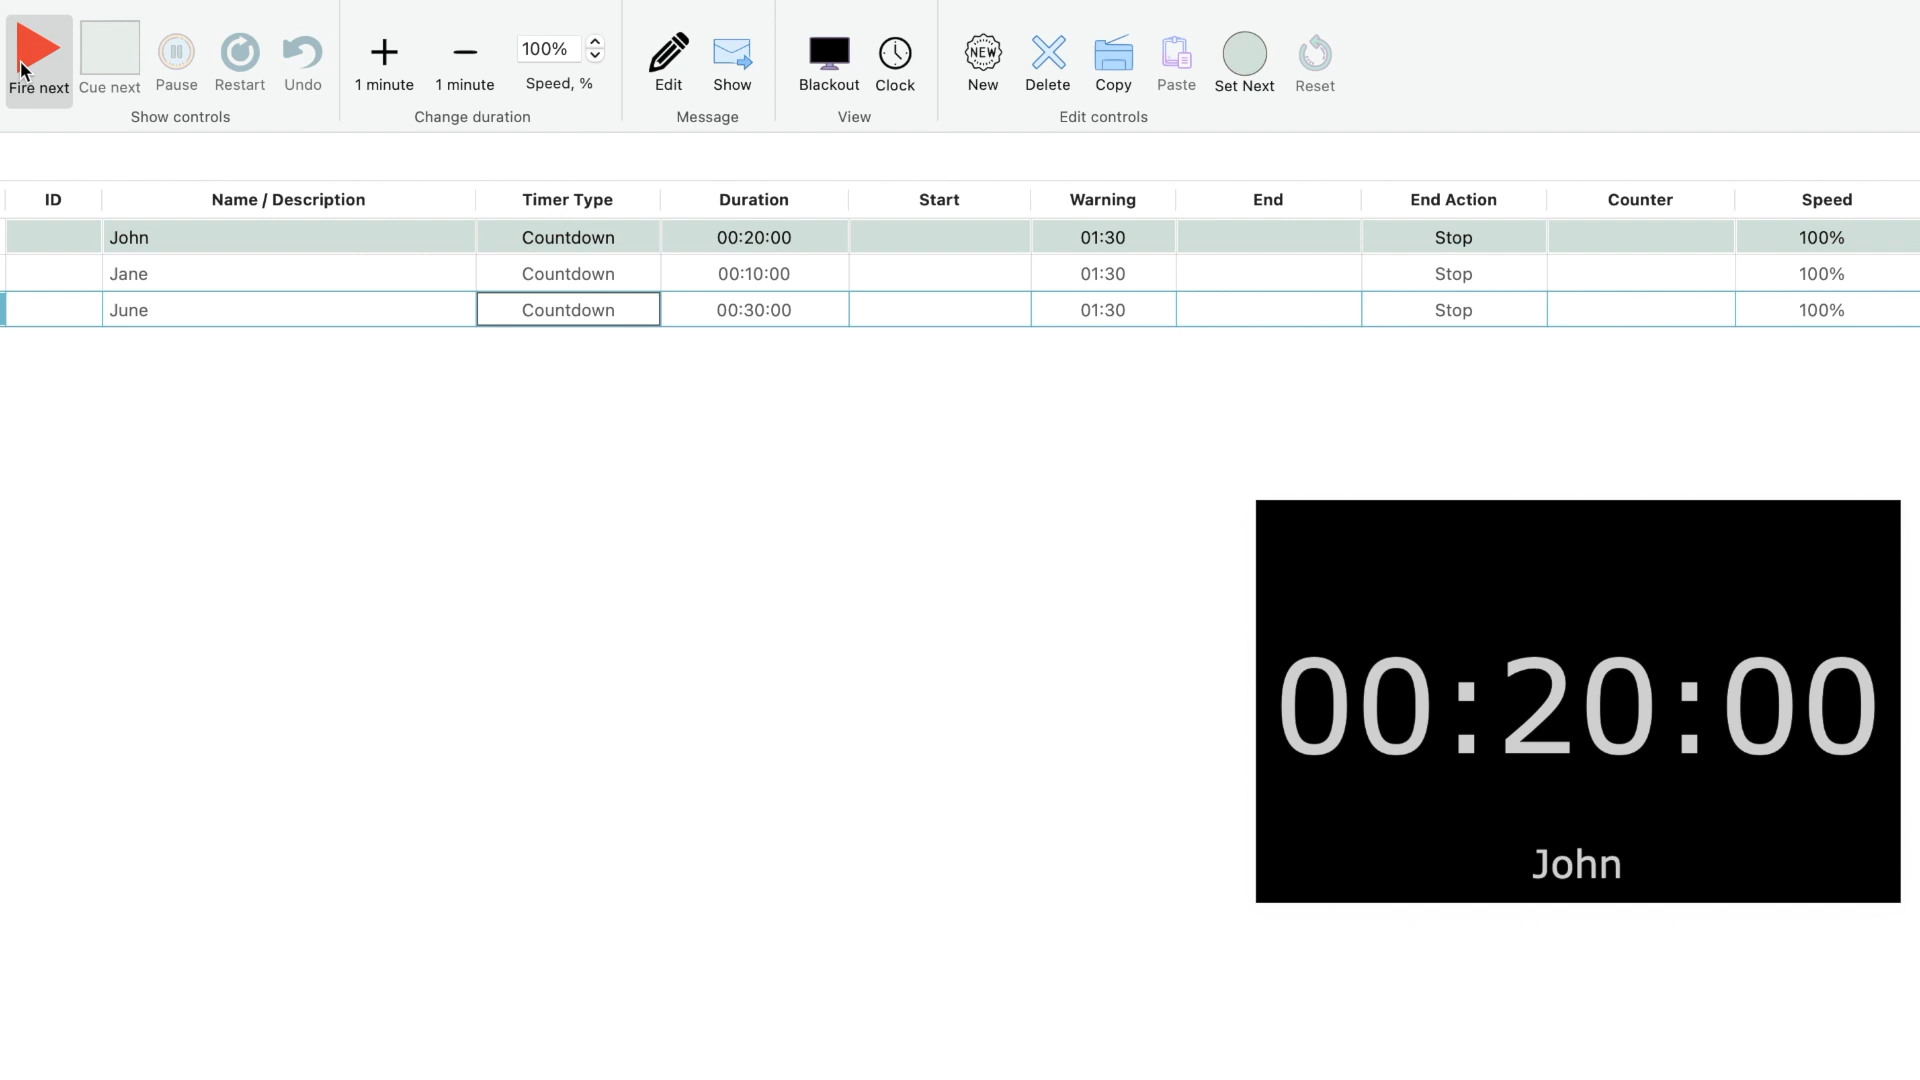 100%
NEW
Fire next Cue next Pause Restart Undo 1 minute 1 minute Speed, % Edit Show Blackout Clock New Delete Copy Paste Set Next Reset
Show controls Change duration Message View Edit controls
ID Name / Description Timer Type Duration Start Warning End End Action Counter Speed
John Countdown 00:20:00 01:30 Stop 100%
Jane Countdown 00:10:00 01:30 Stop 100%
June Countdown 00:30:00 01:30 Stop 100%
00:20:00
John